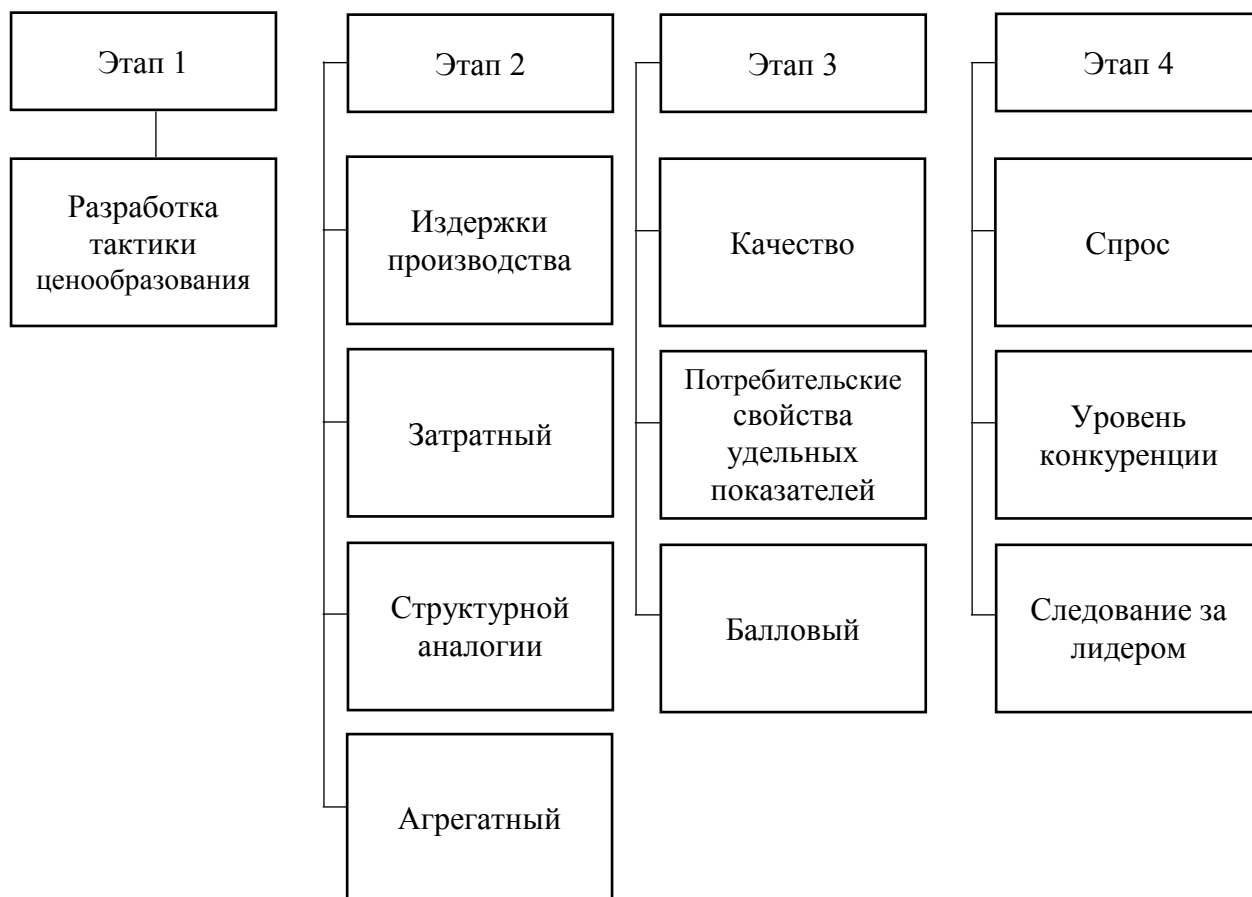 Этап 1
Разработка
тактики
ценообразования
Этап 2
Издержки
производства
Затратный
Структурной
аналогии
Агрегатный
Этап 3
Качество
Потребительские
свойства
удельных
показателей
Балловый
Этап 4
Спрос
Уровень
конкуренции
Следование за
лидером